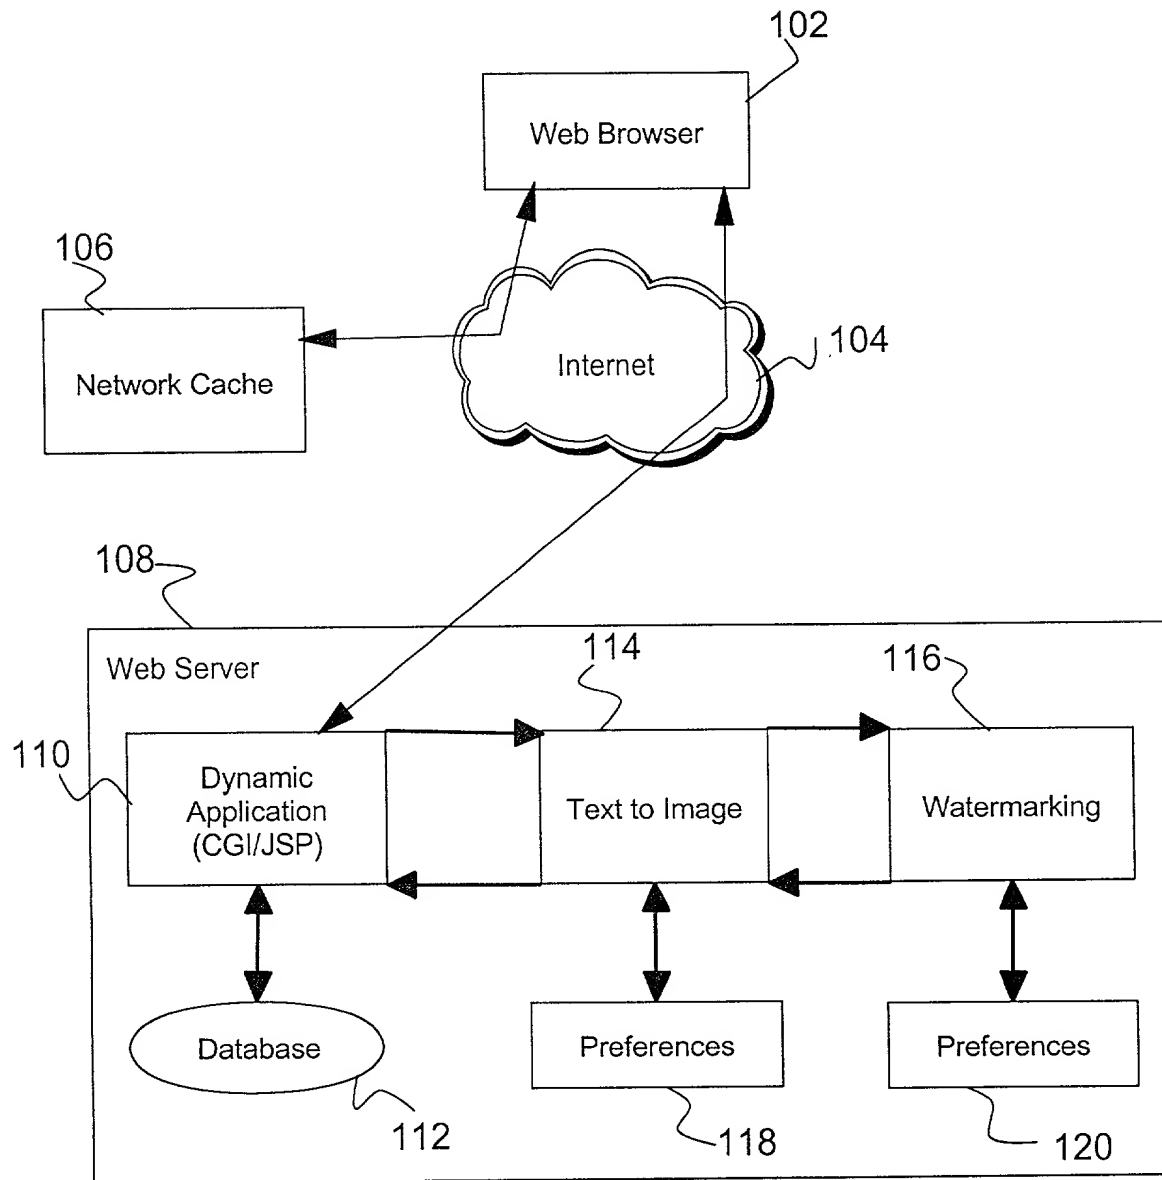 102
Web Browser
106
Network Cache
Internet
104
108
Web Server
114
116
110
Dynamic
Application
(CGI/JSP)
Text to Image
Watermarking
Database
Preferences
Preferences
112
118
120